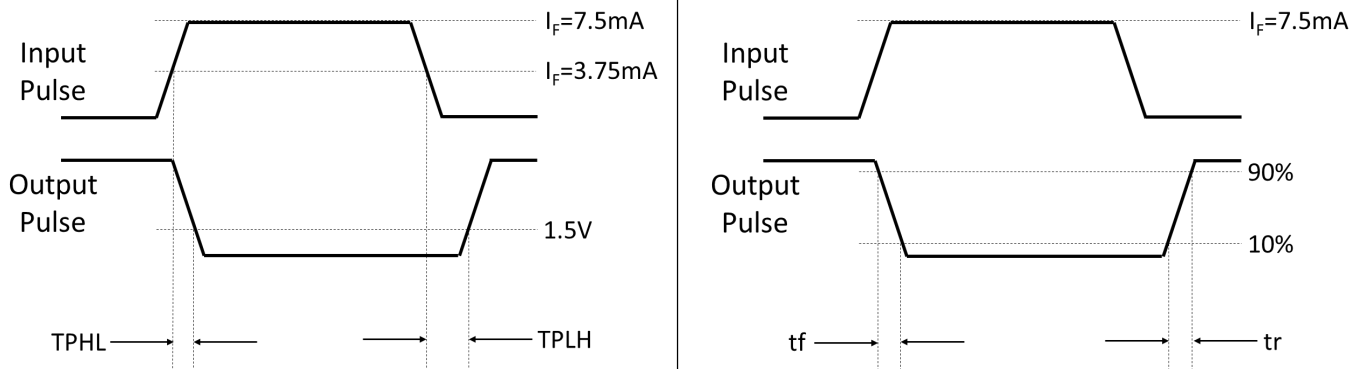 Input
Pulse
I_F=7.5mA
I_F=3.75mA
Output
Pulse
1.5V
TPHL
TPLH
Input
Pulse
I_F=7.5mA
Output
Pulse
90%
10%
tf
tr